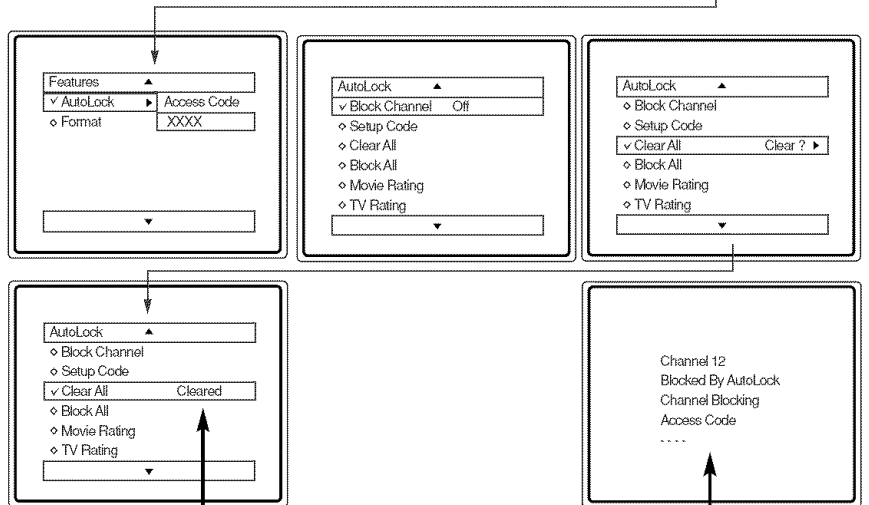 Features ▲
✓ AutoLock ▶ Access Code
◇ Format XXXX
▼
AutoLock ▲
✓ Block Channel Off
◇ Setup Code
◇ Clear All
◇ Block All
◇ Movie Rating
◇ TV Rating
▼
AutoLock ▲
◇ Block Channel
◇ Setup Code
✓ Clear All Clear ? ▶
◇ Block All
◇ Movie Rating
◇ TV Rating
▼
AutoLock ▲
◇ Block Channel
◇ Setup Code
✓ Clear All Cleared
◇ Block All
◇ Movie Rating
◇ TV Rating
▼
Channel 12
Blocked By AutoLock
Channel Blocking
Access Code
- - - -